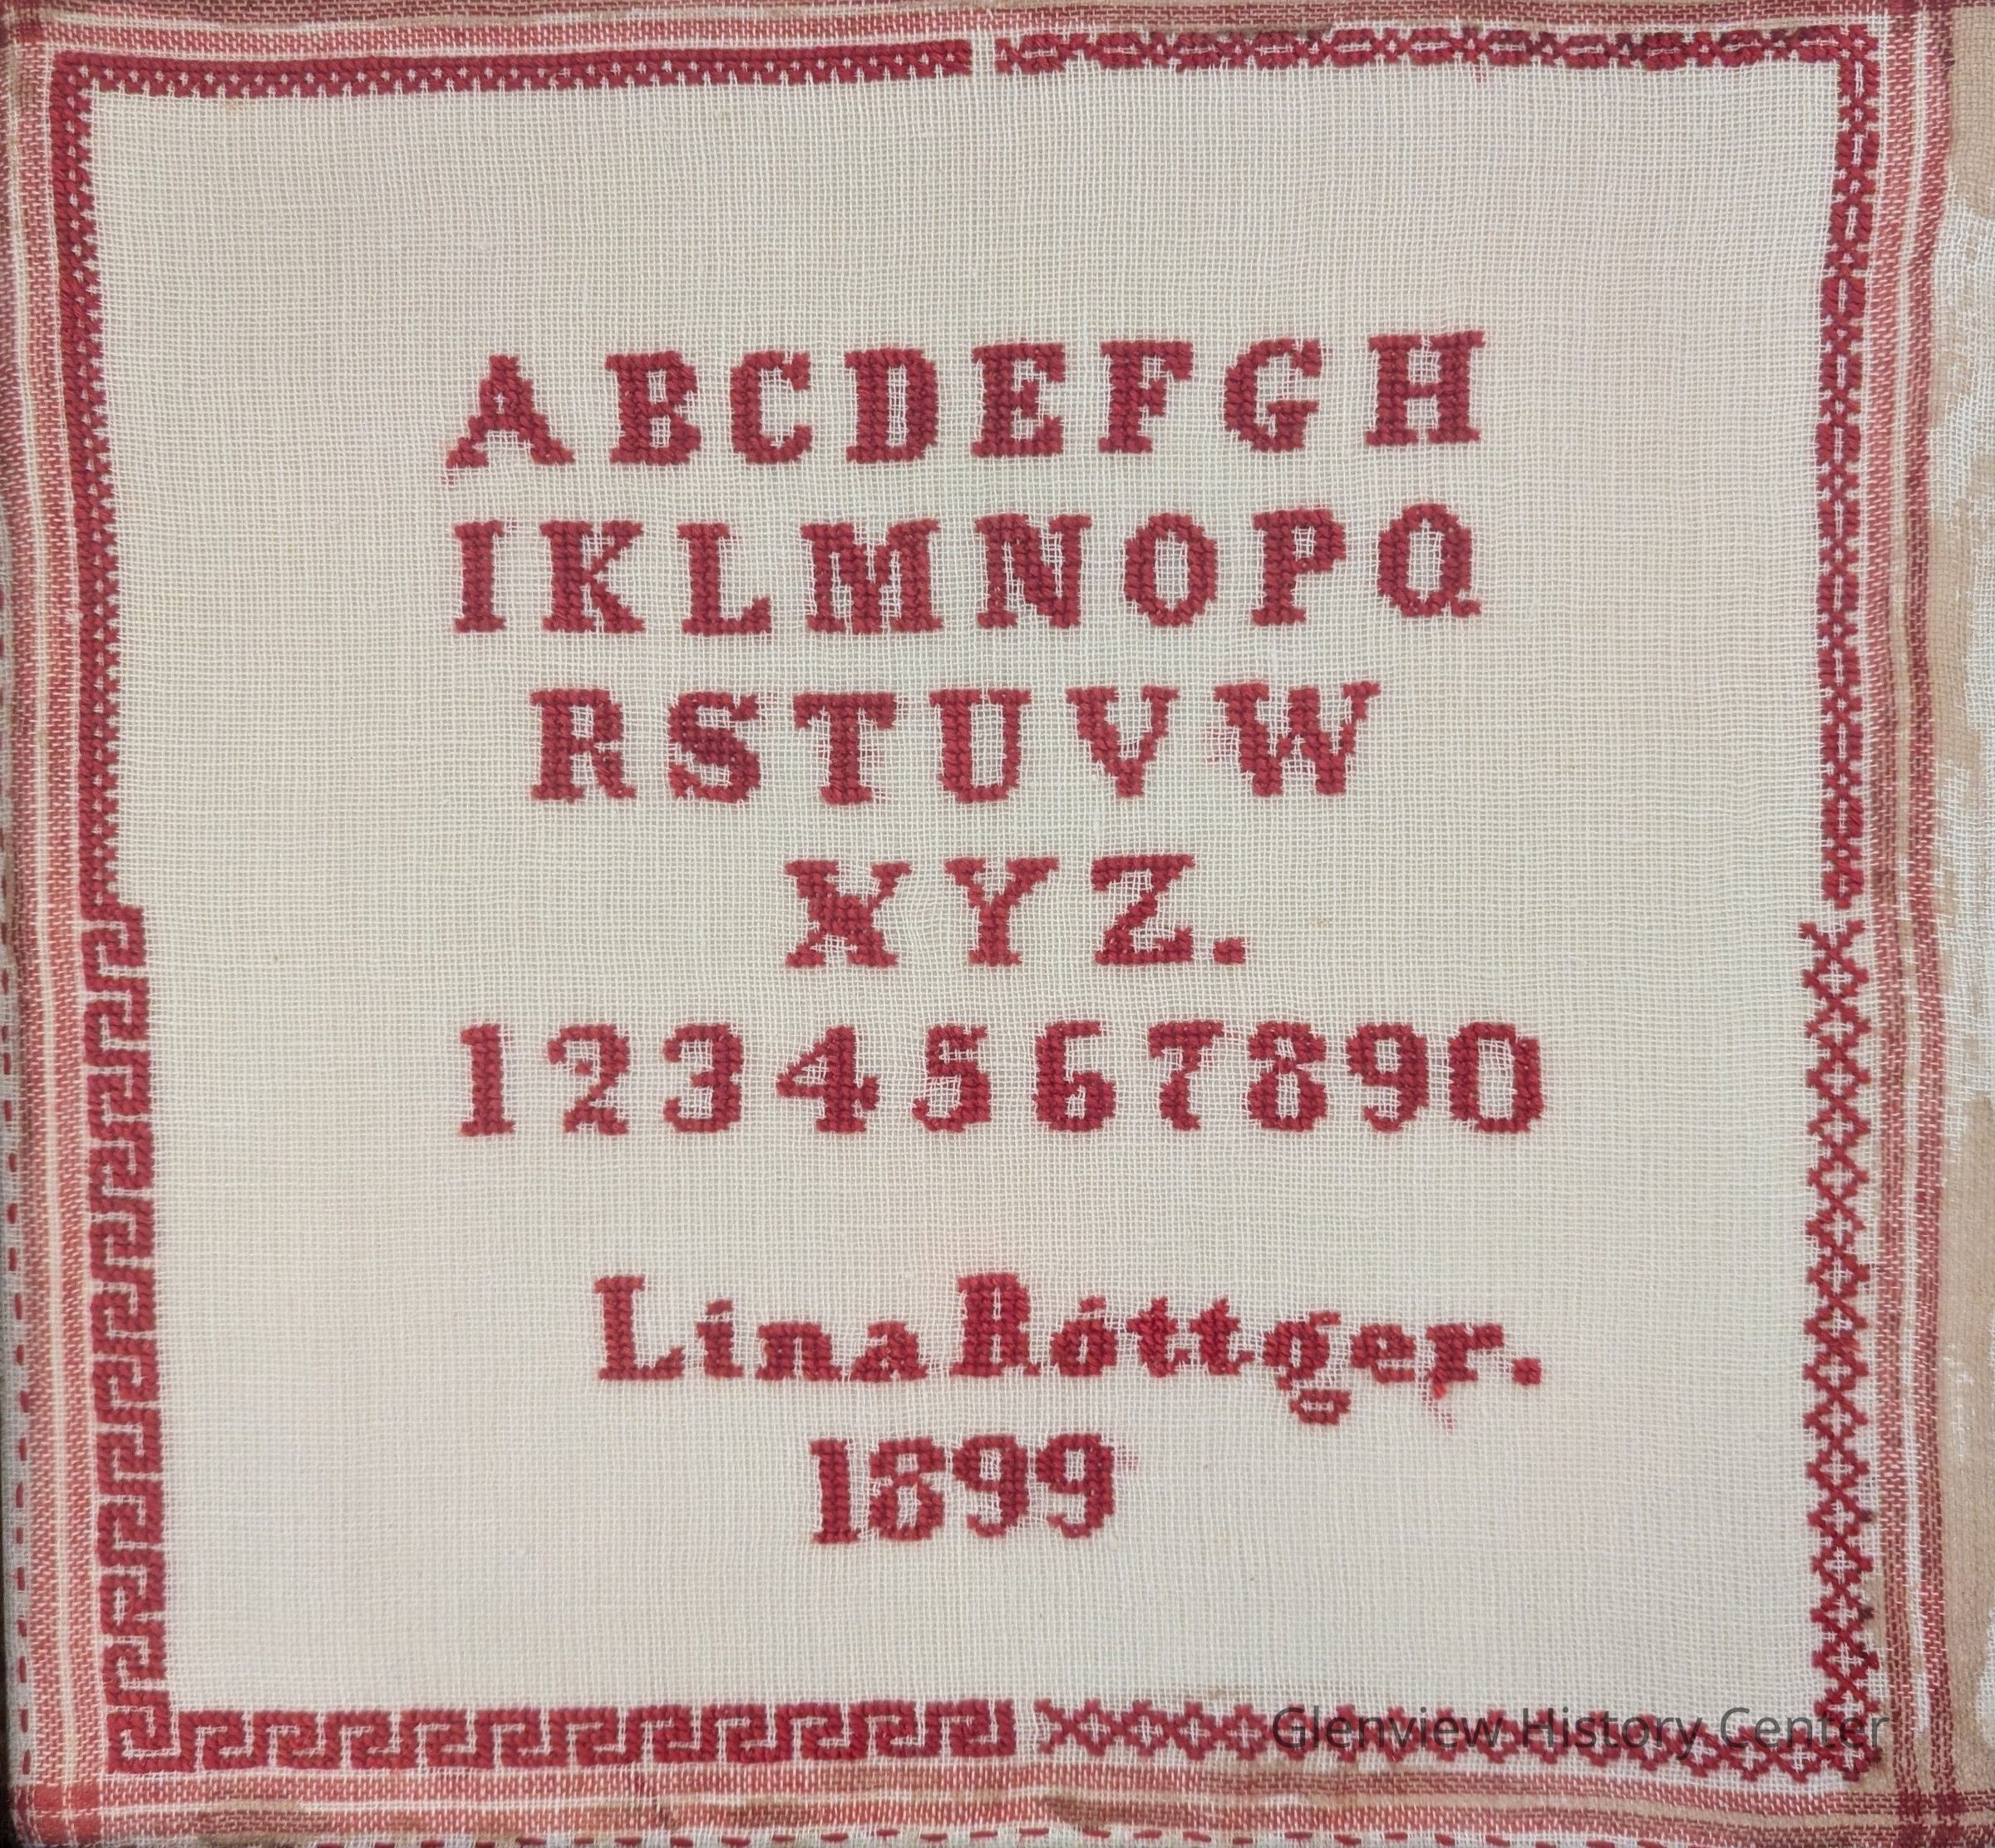 ABCDEFGH
IKLMNOPQ
RSTUVW
XYZ.
1234567890
Lina Röttger.
1899
Glenview History Center